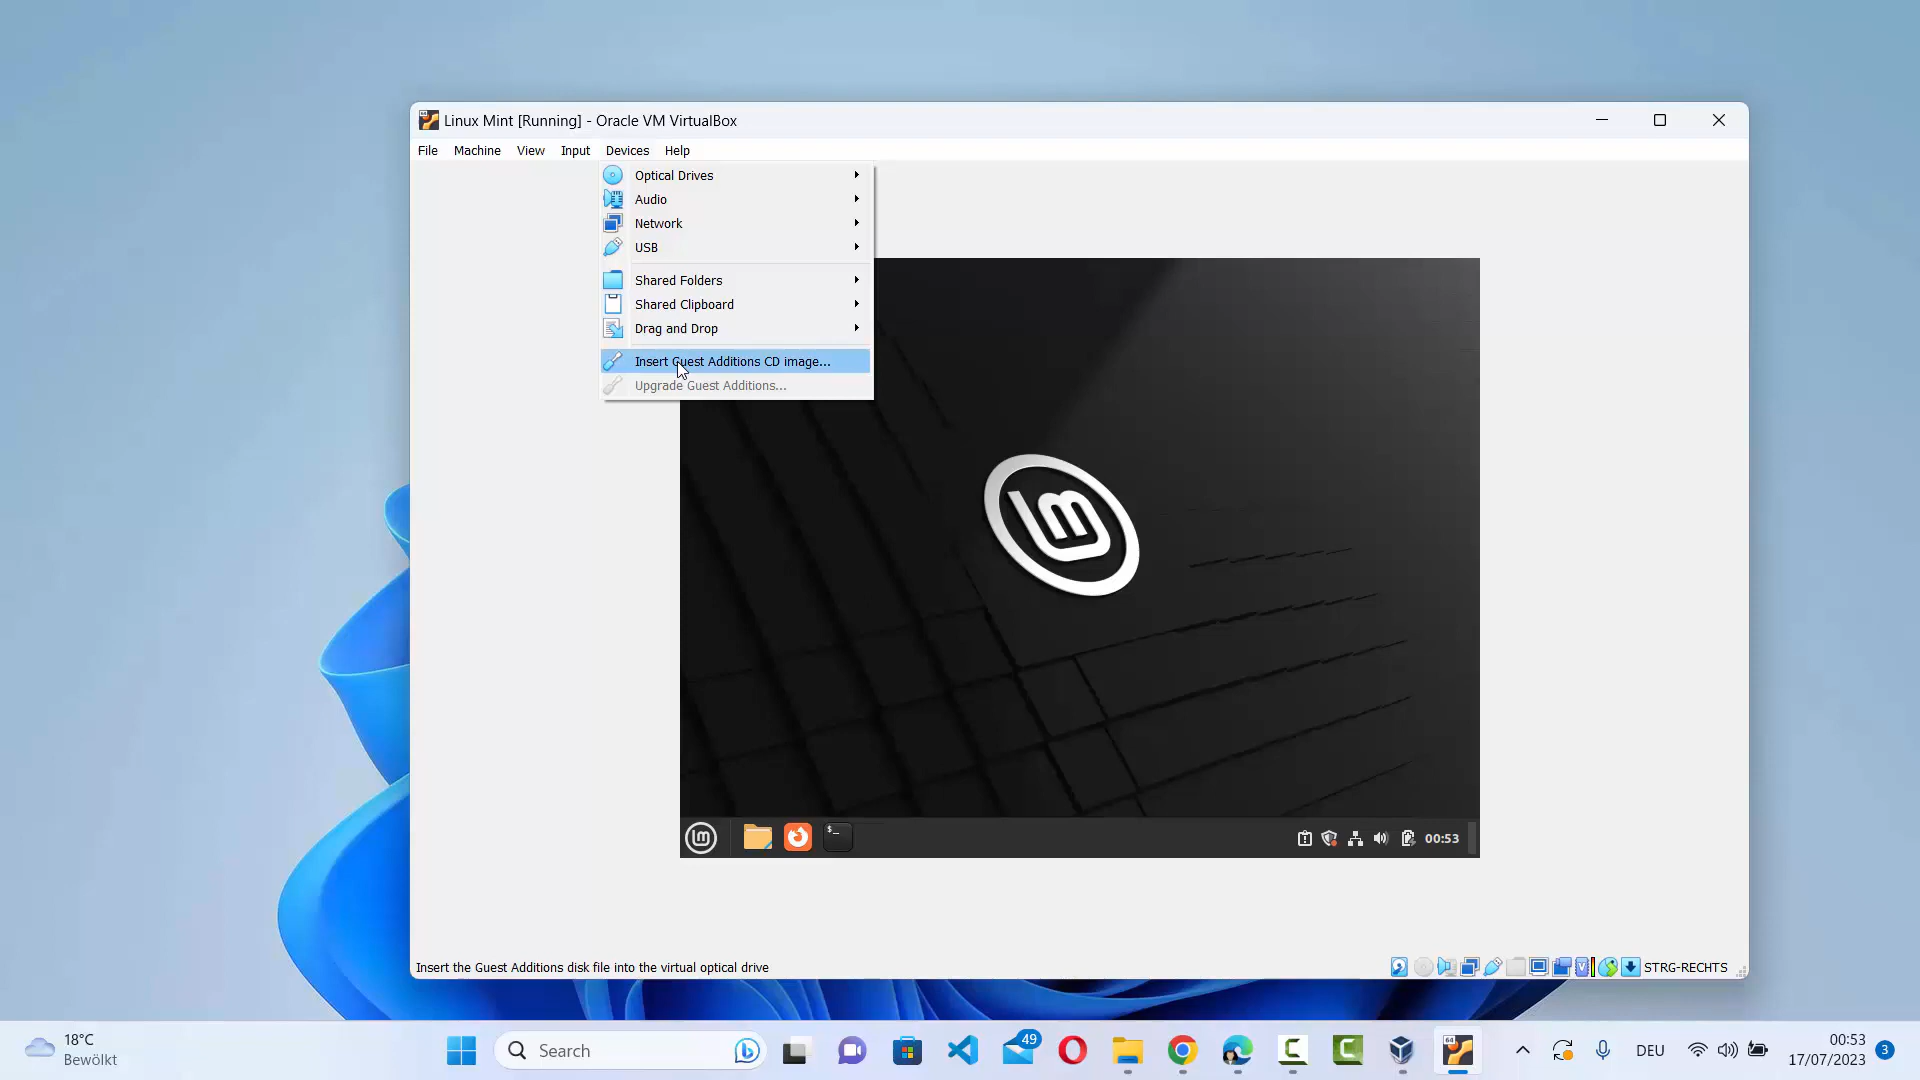 Linux Mint [Running] - Oracle VM VirtualBox
File Machine View Input Devices Help
Optical Drives
Audio
Network
USB
Shared Folders
Shared Clipboard
Drag and Drop
Insert Guest Additions CD image...
Upgrade Guest Additions...
lm
lm
$_
00:53
Insert the Guest Additions disk file into the virtual optical drive
STRG-RECHTS
18°C
Bewölkt
Search
49
64
DEU
00:53
17/07/2023
3